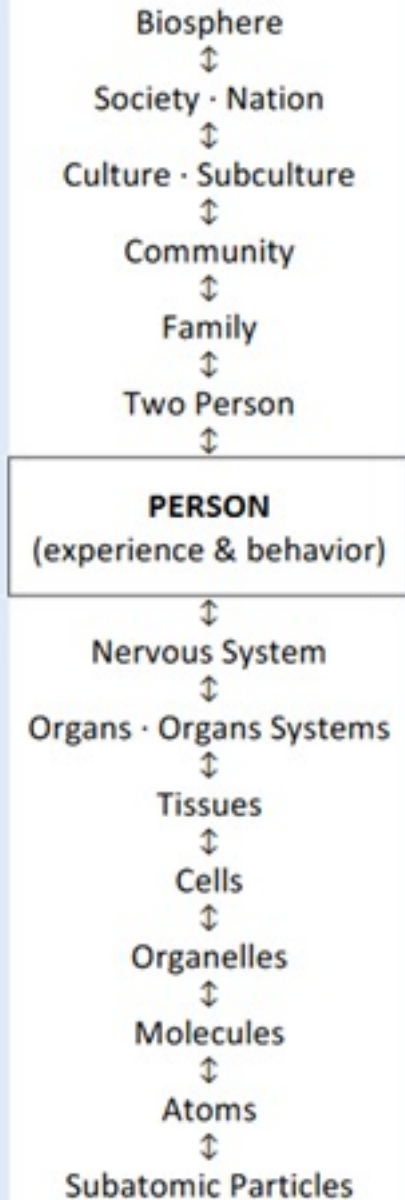 Biosphere
↕
Society · Nation
↕
Culture · Subculture
↕
Community
↕
Family
↕
Two Person
↕
PERSON
(experience & behavior)
↕
Nervous System
↕
Organs · Organs Systems
↕
Tissues
↕
Cells
↕
Organelles
↕
Molecules
↕
Atoms
↕
Subatomic Particles